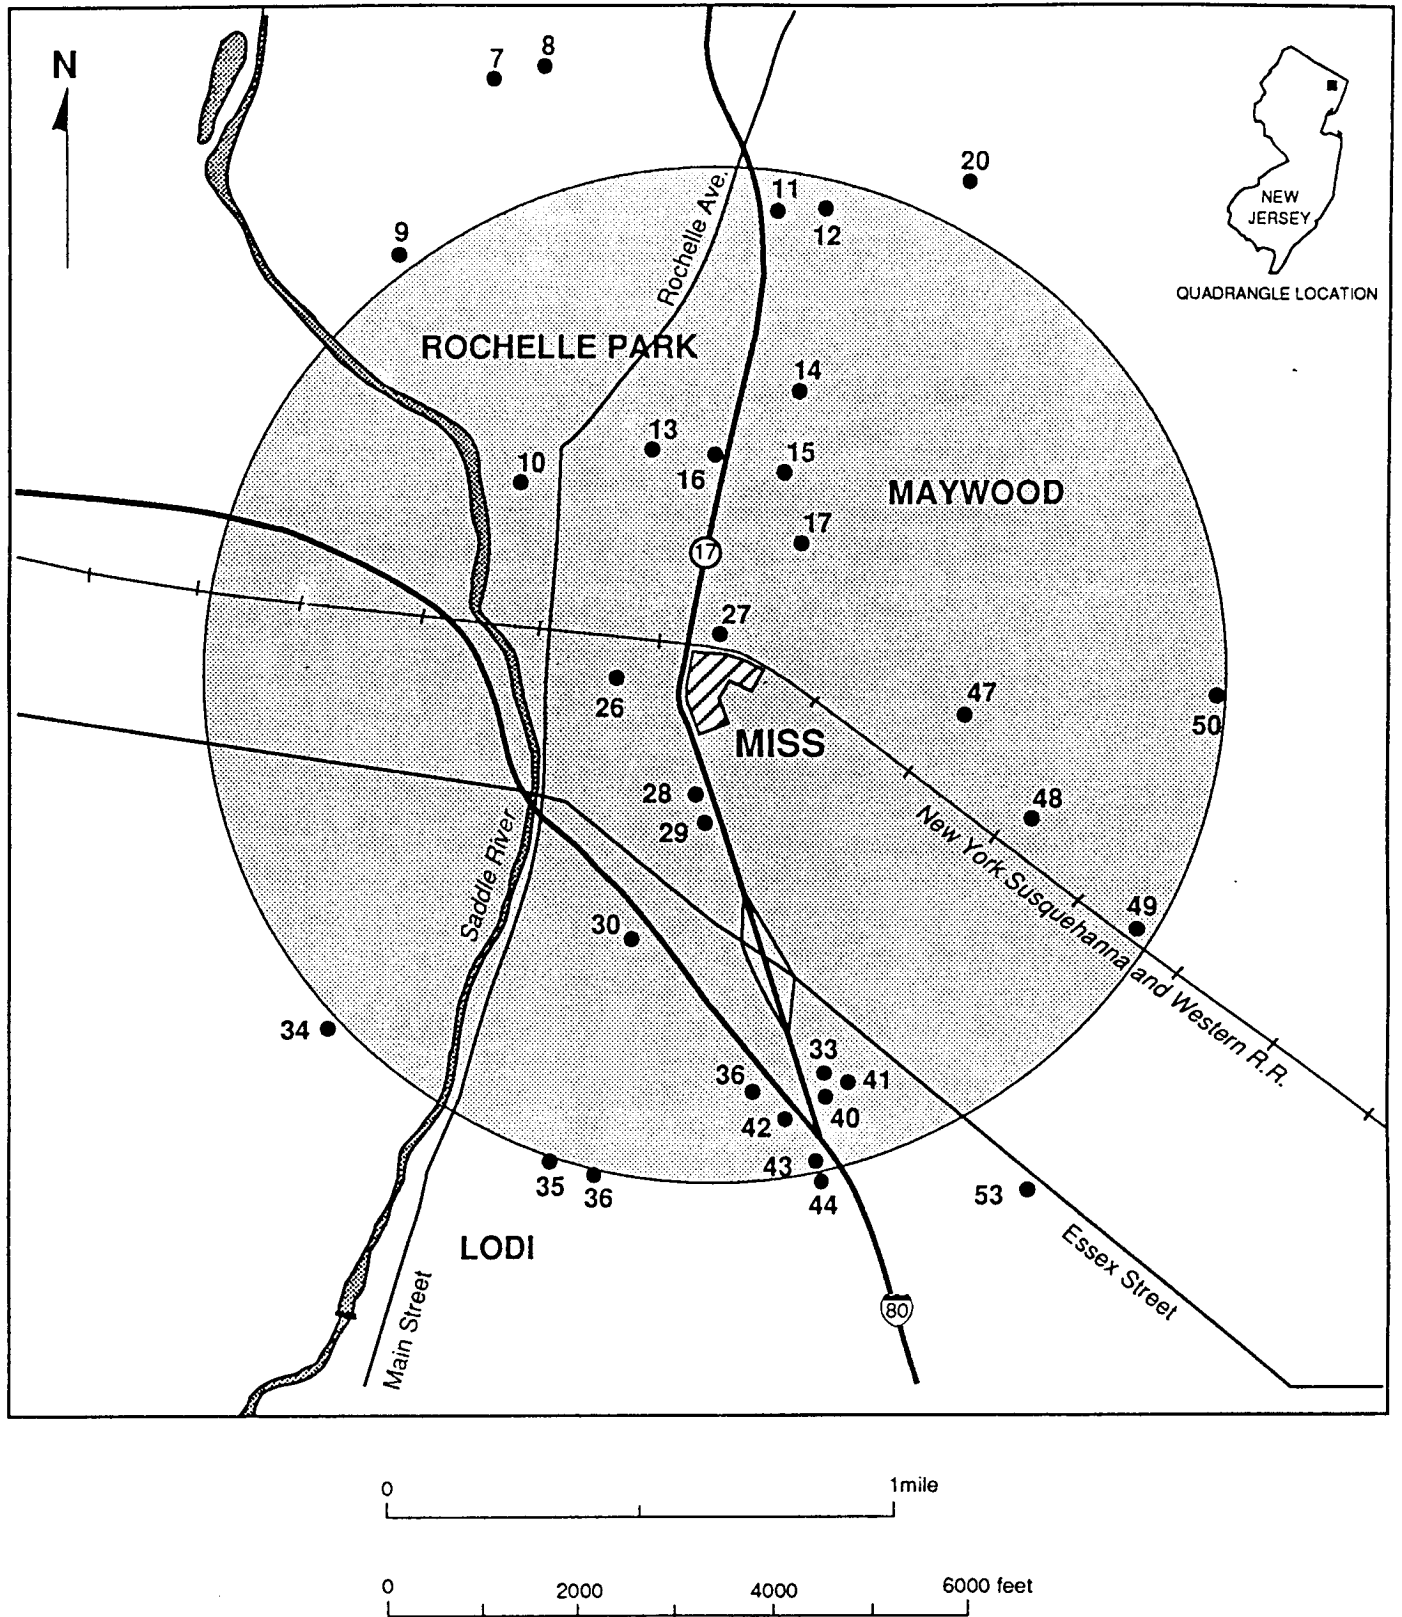 N
7
8
20
NEW
JERSEY
QUADRANGLE LOCATION
11
12
9
Rochelle Ave.
ROCHELLE PARK
14
13
16
15
10
MAYWOOD
17
17
27
26
MISS
47
50
28
29
48
Saddle River
New York Susquehanna and Western R.R.
49
30
34
33
36
41
40
42
43
44
35
36
53
LODI
Main Street
Essex Street
80
0 1mile
0 2000 4000 6000 feet